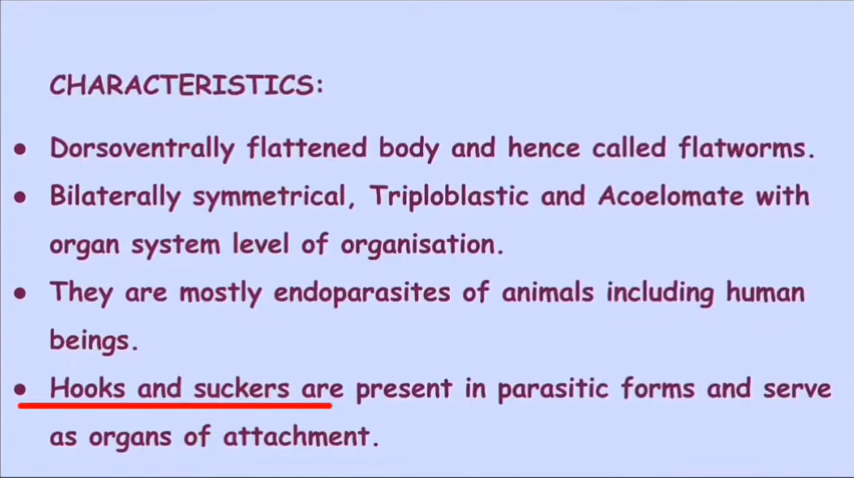 CHARACTERISTICS:
● Dorsoventrally flattened body and hence called flatworms.
● Bilaterally symmetrical, Triploblastic and Acoelomate with
organ system level of organisation.
● They are mostly endoparasites of animals including human
beings.
● Hooks and suckers are present in parasitic forms and serve
as organs of attachment.